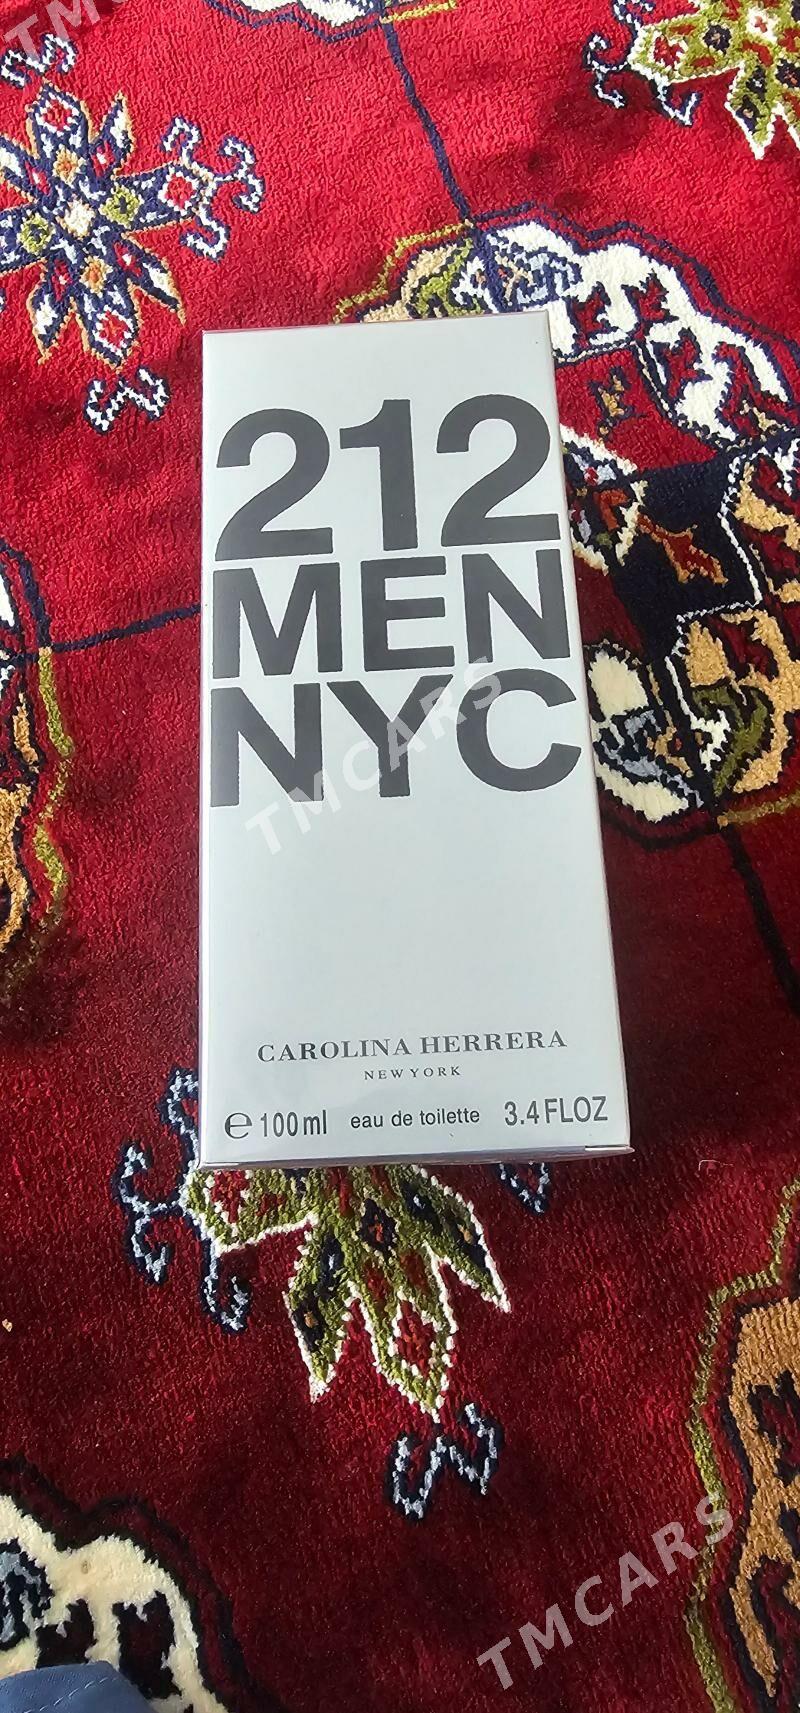 TMCARS
212
MEN
NYC
TMCARS
CAROLINA HERRERA
NEW YORK
e 100ml eau de toilette 3.4 FLOZ
TMCARS